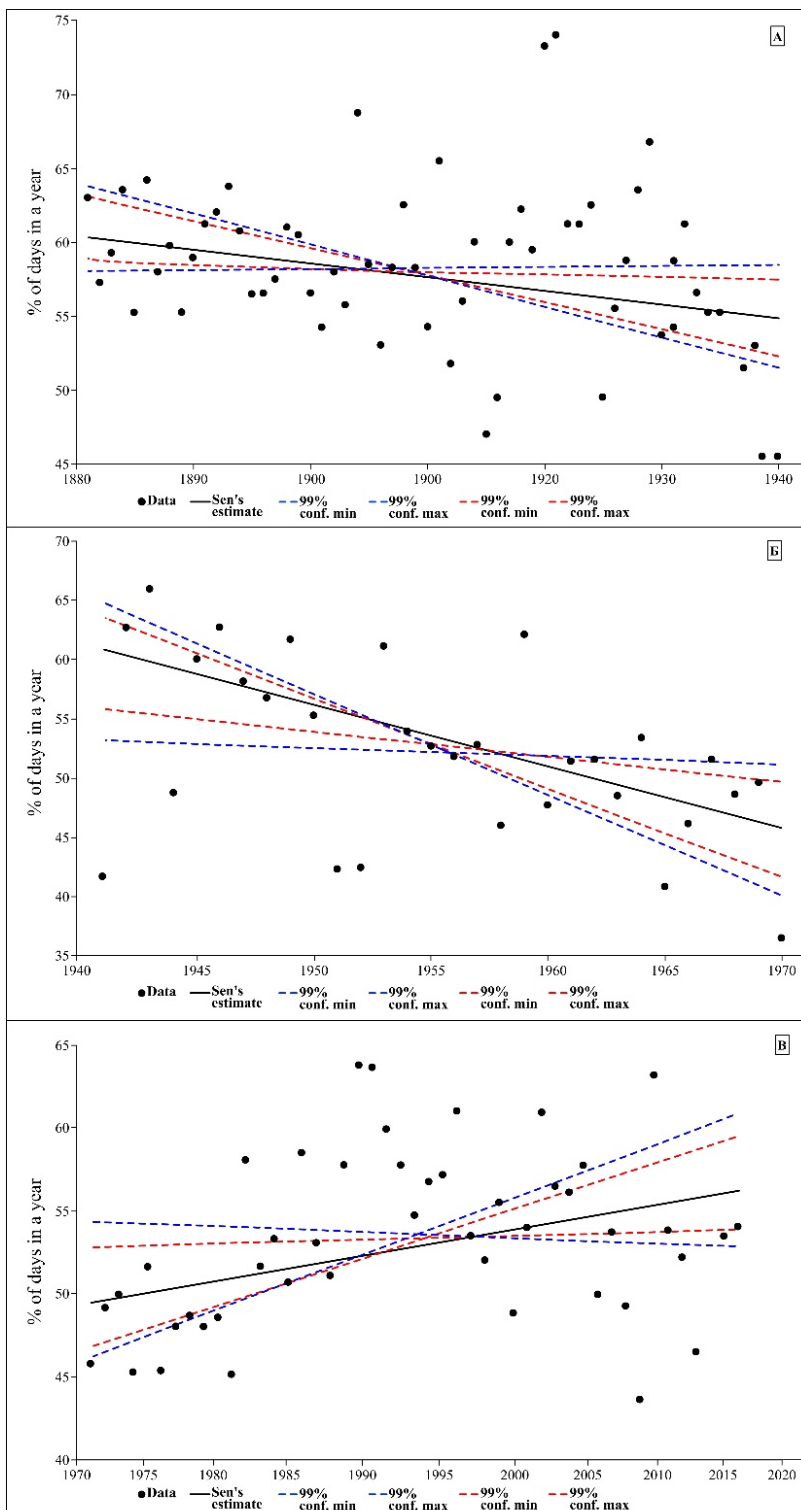 75
A
70
65
60
55
50
45
% of days in a year
1880 1890 1900 1900 1920 1930 1940
Data Sen's estimate 99% conf. min 99% conf. max 99% conf. min 99% conf. max
70
Б
65
60
55
50
45
40
35
% of days in a year
1940 1945 1950 1955 1960 1965 1970
Data Sen's estimate 99% conf. min 99% conf. max 99% conf. min 99% conf. max
65
В
60
55
50
45
40
% of days in a year
1970 1975 1980 1985 1990 1995 2000 2005 2010 2015 2020
Data Sen's estimate 99% conf. min 99% conf. max 99% conf. min 99% conf. max